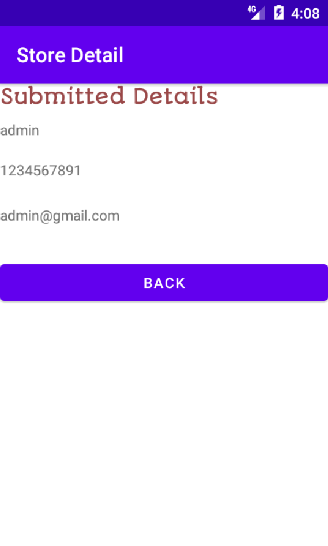 4G 4:08
Store Detail
Submitted Details
admin
1234567891
admin@gmail.com
BACK